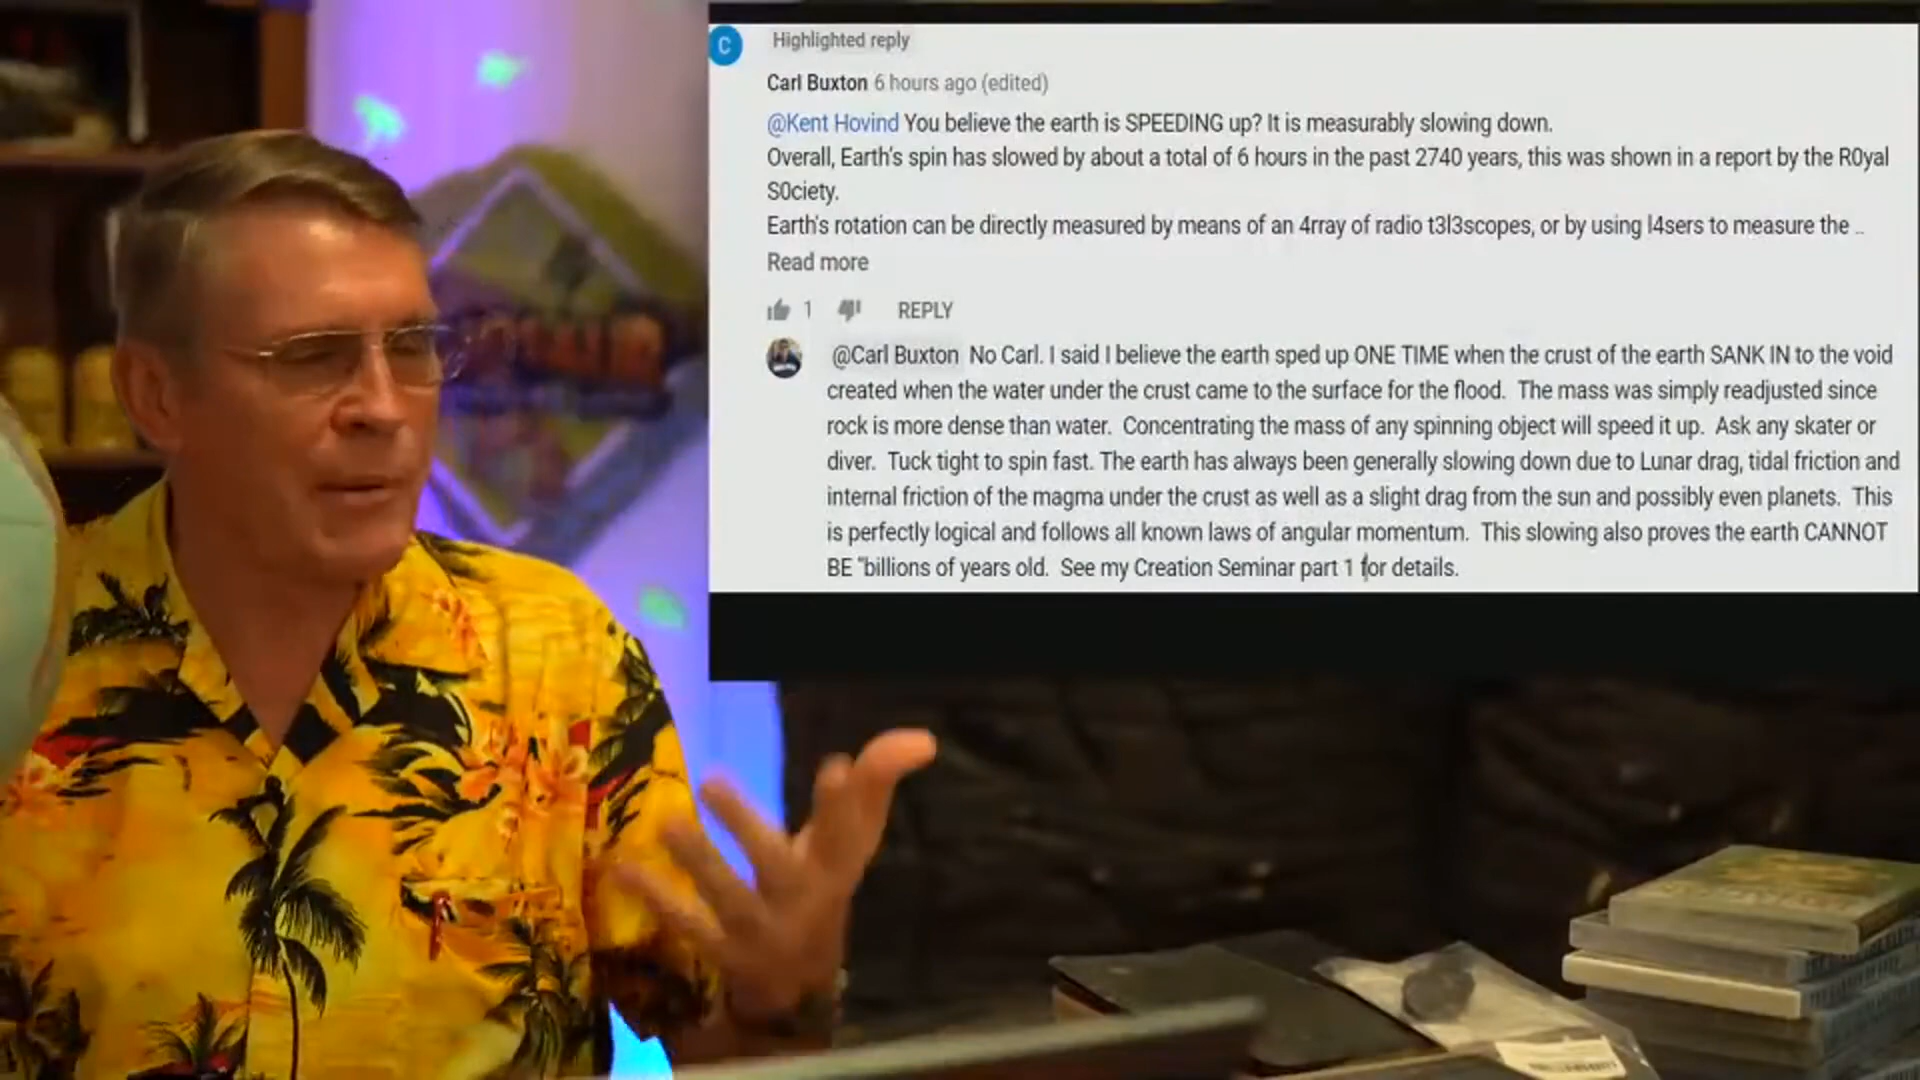 C
Highlighted reply
Carl Buxton 6 hours ago (edited)
@Kent Hovind You believe the earth is SPEEDING up? It is measurably slowing down.
Overall, Earth's spin has slowed by about a total of 6 hours in the past 2740 years, this was shown in a report by the R0yal
S0ciety.
Earth's rotation can be directly measured by means of an 4rray of radio t3l3scopes, or by using l4sers to measure the ..
Read more
1 REPLY
@Carl Buxton No Carl. I said I believe the earth sped up ONE TIME when the crust of the earth SANK IN to the void
created when the water under the crust came to the surface for the flood. The mass was simply readjusted since
rock is more dense than water. Concentrating the mass of any spinning object will speed it up. Ask any skater or
diver. Tuck tight to spin fast. The earth has always been generally slowing down due to Lunar drag, tidal friction and
internal friction of the magma under the crust as well as a slight drag from the sun and possibly even planets. This
is perfectly logical and follows all known laws of angular momentum. This slowing also proves the earth CANNOT
BE "billions of years old. See my Creation Seminar part 1 for details.